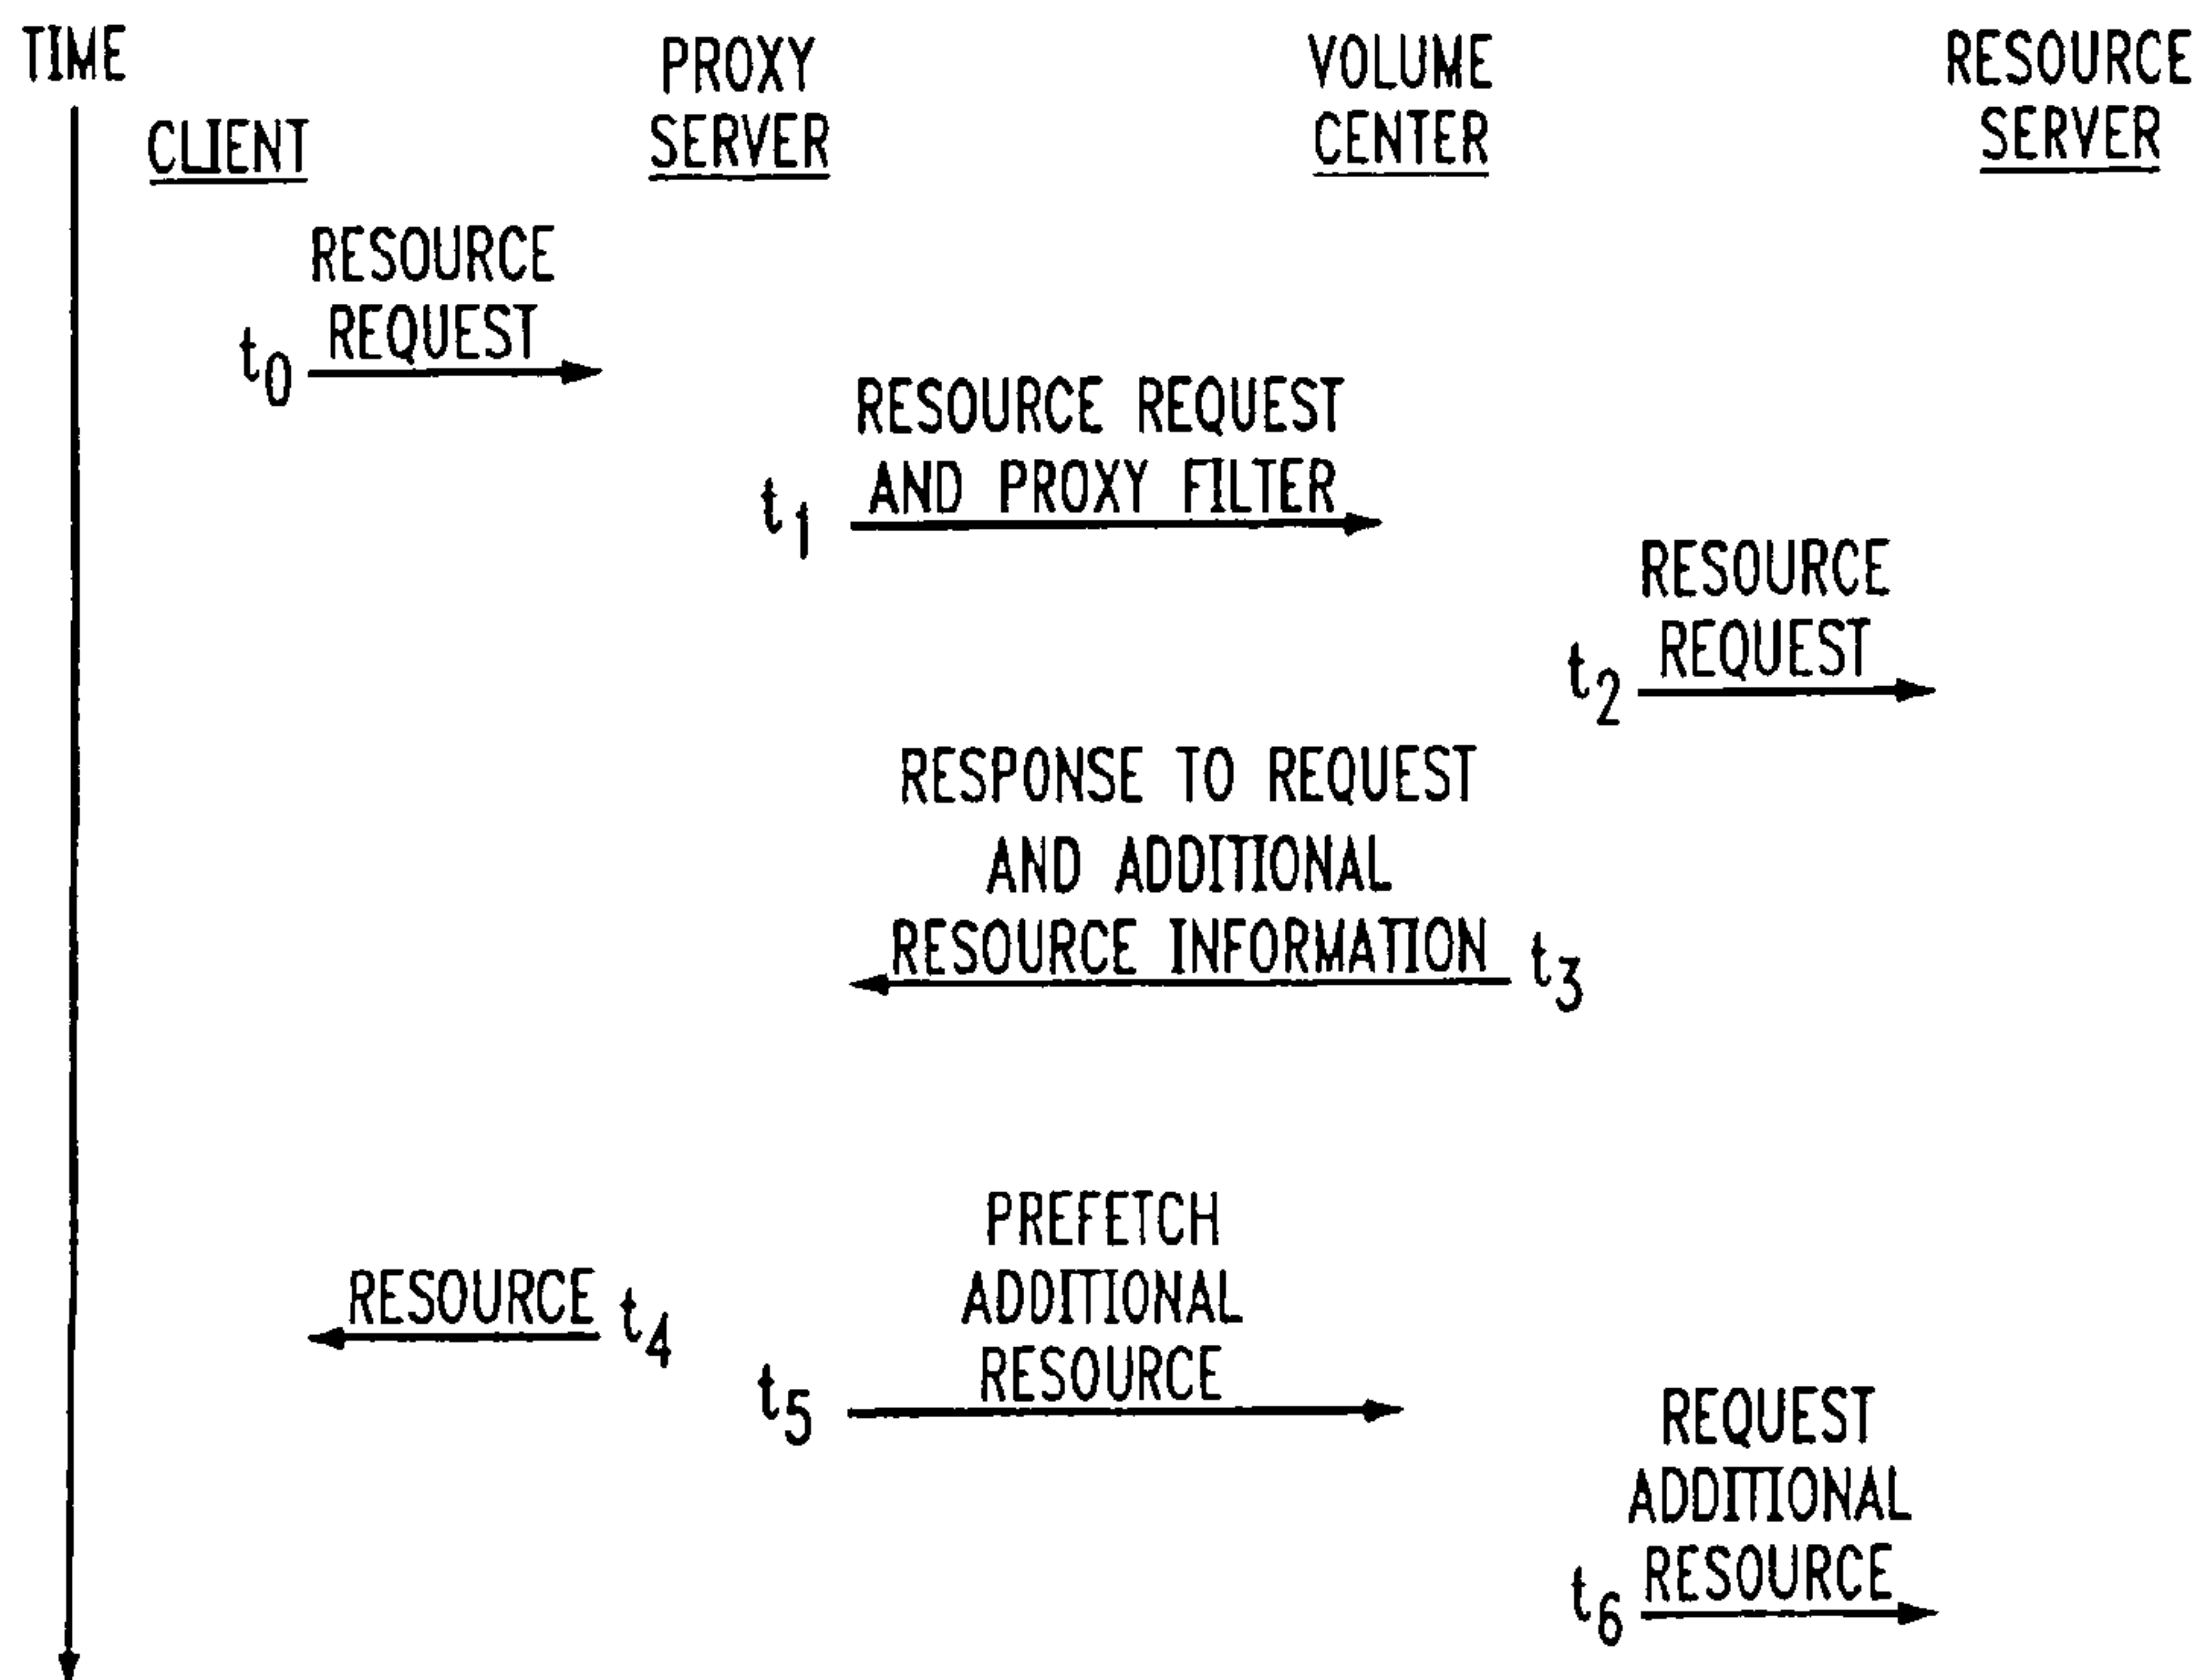 TIME
CLIENT
PROXY
SERVER
VOLUME
CENTER
RESOURCE
SERVER
RESOURCE
REQUEST
t0
RESOURCE REQUEST
AND PROXY FILTER
t1
RESOURCE
REQUEST
t2
RESPONSE TO REQUEST
AND ADDITIONAL
RESOURCE INFORMATION
t3
RESOURCE
t4
PREFETCH
ADDITIONAL
RESOURCE
t5
REQUEST
ADDITIONAL
RESOURCE
t6